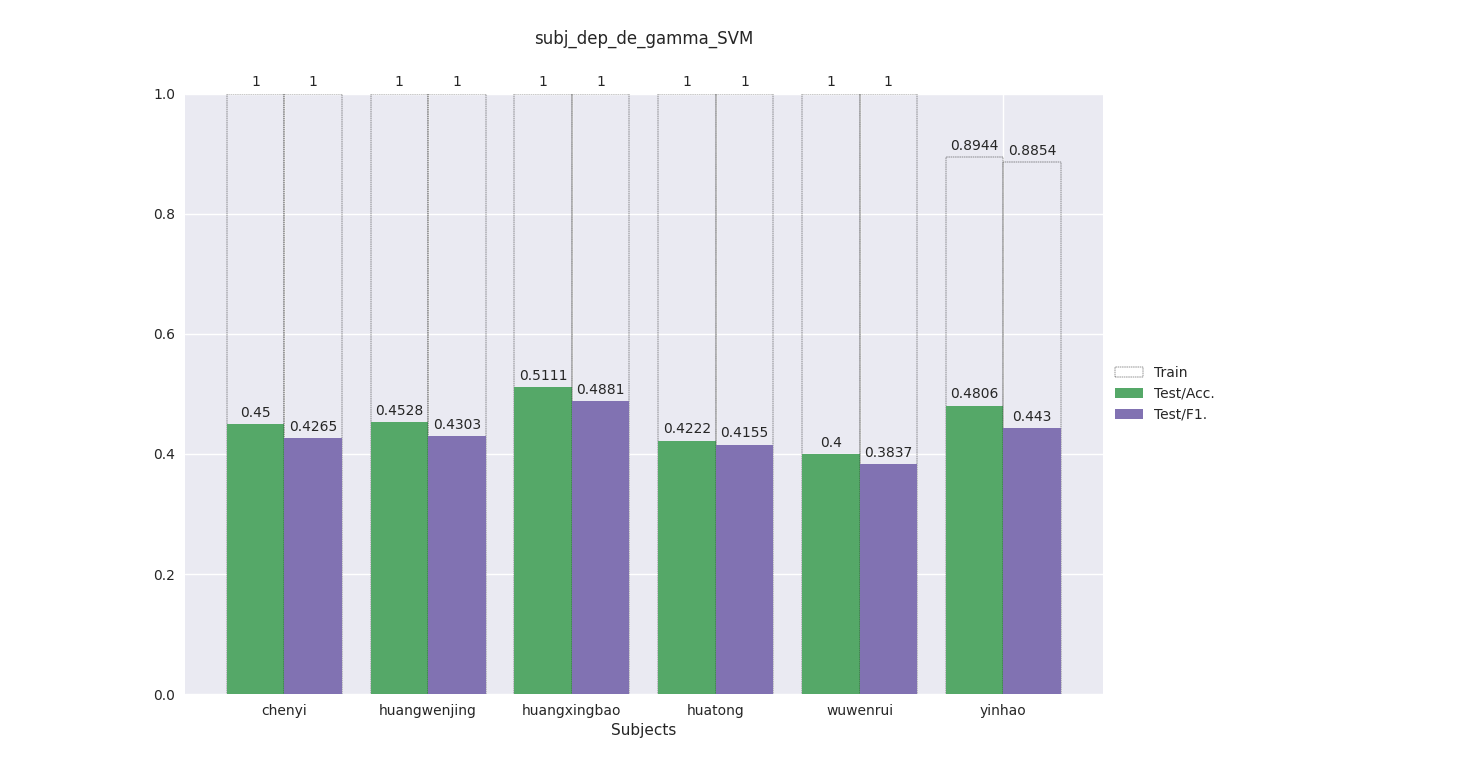 subj_dep_de_gamma_SVM
1 1 1 1 1 1 1 1 1 1
1.0
0.8944 0.8854
0.8
0.6
0.5111 0.4881
0.45 0.4265 0.4528 0.4303 0.4222 0.4155 0.4 0.3837 0.4806 0.443
0.4
0.2
0.0
Train
Test/Acc.
Test/F1.
chenyi huangwenjing huangxingbao huatong wuwenrui yinhao
Subjects